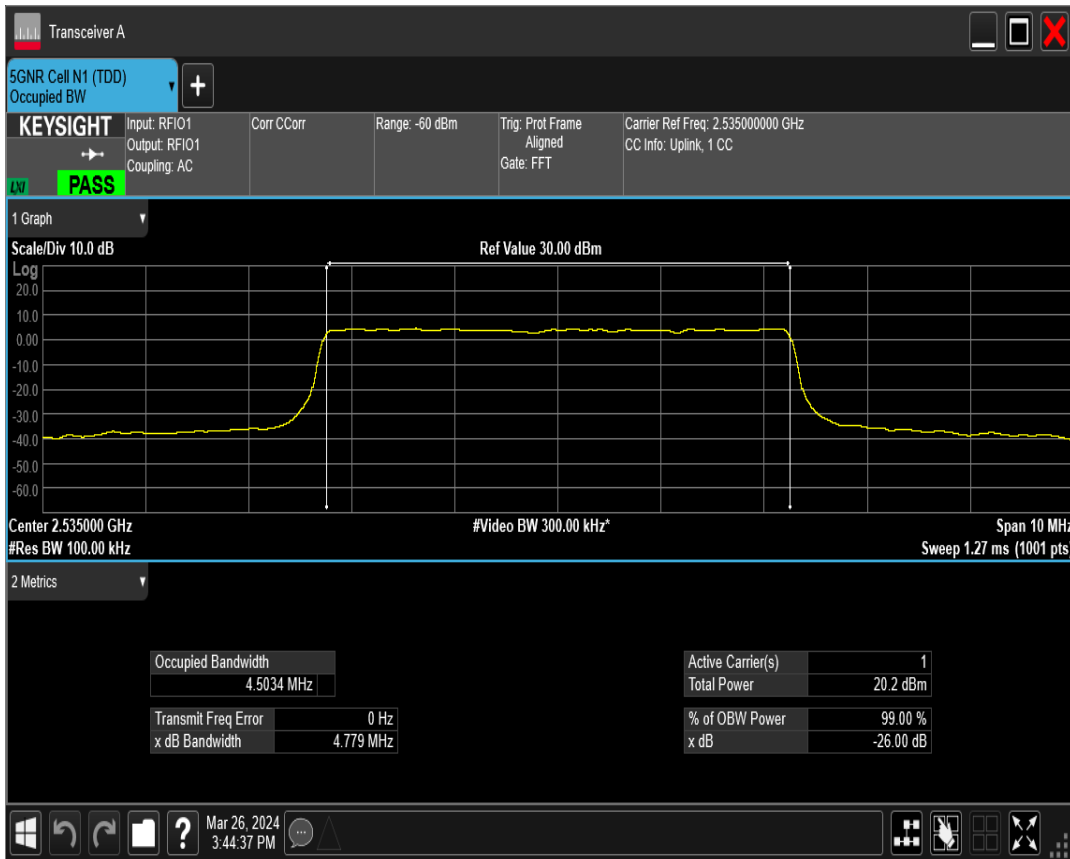 Transceiver A
5GNR Cell N1 (TDD)
Occupied BW
+
KEYSIGHT
LXI
PASS
Input: RFIO1
Output: RFIO1
Coupling: AC
Corr CCorr
Range: -60 dBm
Trig: Prot Frame
Aligned
Gate: FFT
Carrier Ref Freq: 2.535000000 GHz
CC Info: Uplink, 1 CC
1 Graph
Scale/Div 10.0 dB
Ref Value 30.00 dBm
Log
20.0
10.0
0.00
-10.0
-20.0
-30.0
-40.0
-50.0
-60.0
Center 2.535000 GHz
#Video BW 300.00 kHz*
Span 10 MHz
#Res BW 100.00 kHz
Sweep 1.27 ms (1001 pts)
2 Metrics
Occupied Bandwidth
4.5034 MHz
Transmit Freq Error 0 Hz
x dB Bandwidth 4.779 MHz
Active Carrier(s) 1
Total Power 20.2 dBm
% of OBW Power 99.00 %
x dB -26.00 dB
?
Mar 26, 2024
3:44:37 PM